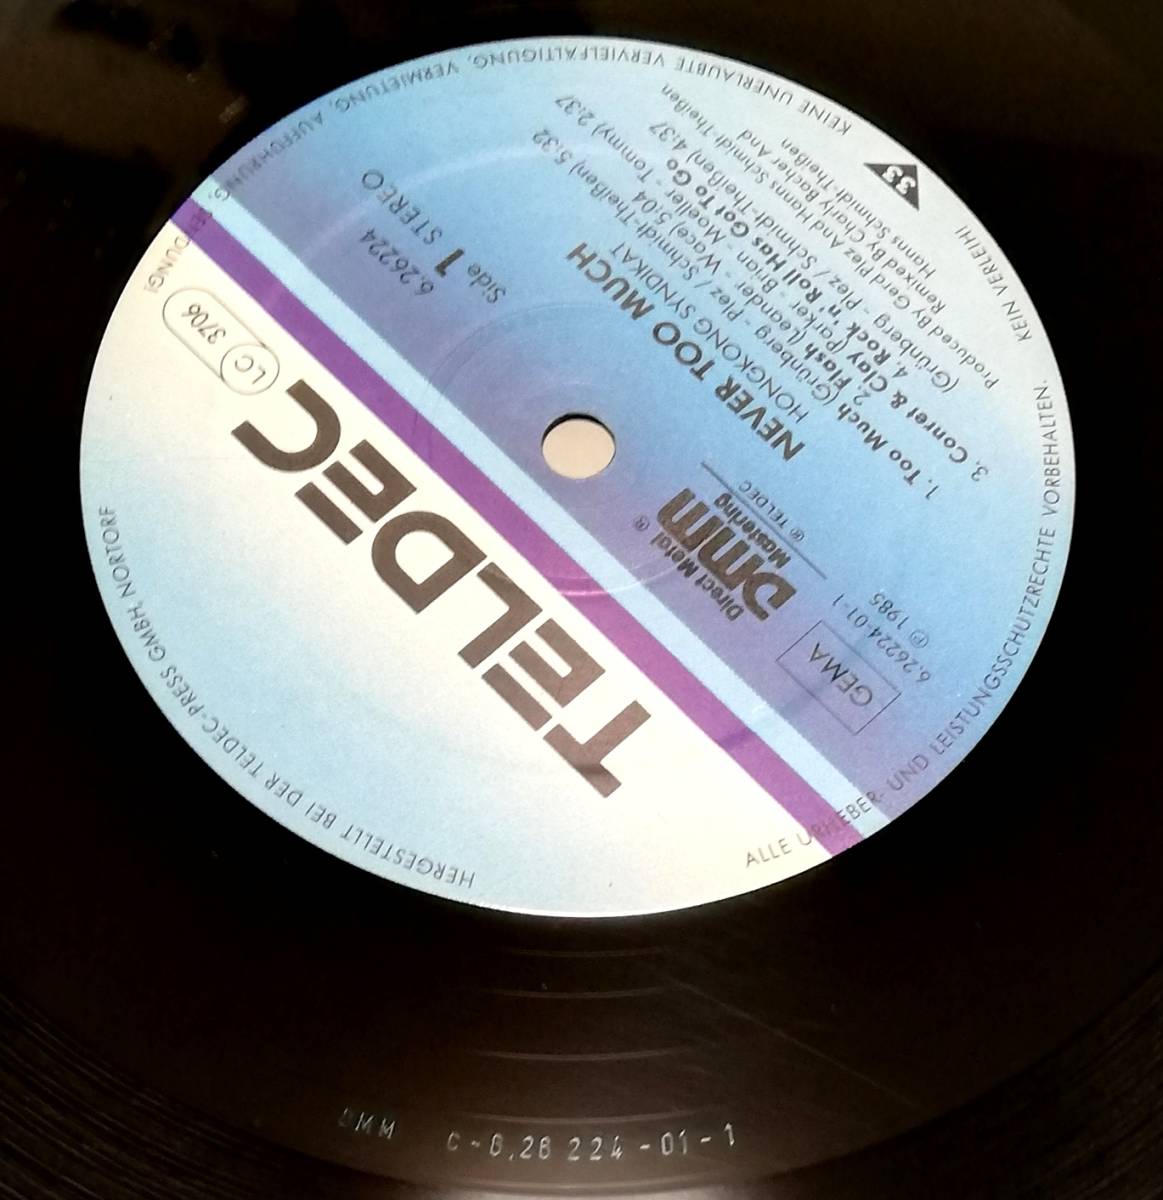 TELDEC
LC 3706
6.26224
Side 1 STEREO
Direct Metal
DMM ®
Mastering
® TELDEC
GEMA
6.26224-01-1
℗ 1985
NEVER TOO MUCH
HONGKONG SYNDIKAT
1. Too Much (Grünberg - Plez / Schmidt-Theißen) 5:32
2. Flash (Leander - Wace) 5:04
3. Conret & Clay (Parker - Brian - Moeller - Tommy) 2:37
4. Rock 'n' Roll Has Got To Go
(Grünberg - Plez / Schmidt-Theißen) 4:37
Produced By Gerd Plez And Hanns Schmidt-Theißen
Remixed By Charly Bacher And
Hanns Schmidt-Theißen
33
ALLE URHEBER- UND LEISTUNGSSCHUTZRECHTE VORBEHALTEN.
KEIN VERLEIH! KEINE UNERLAUBTE VERVIELFÄLTIGUNG, VERMIETUNG, AUFFÜHRUNG, SENDUNG!
HERGESTELLT BEI DER TELDEC-PRESS GMBH, NORTORF
DMM C-6.26 224-01-1